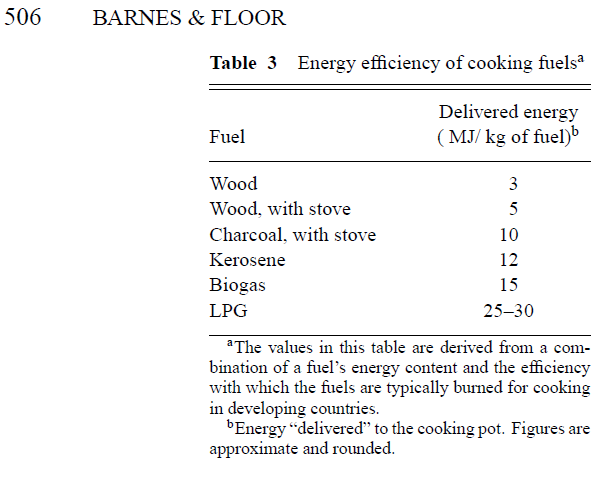 506 BARNES & FLOOR
Table 3 Energy efficiency of cooking fuelsᵃ
Delivered energy
Fuel ( MJ/ kg of fuel)ᵇ
Wood 3
Wood, with stove 5
Charcoal, with stove 10
Kerosene 12
Biogas 15
LPG 25–30
ᵃThe values in this table are derived from a com-
bination of a fuel’s energy content and the efficiency
with which the fuels are typically burned for cooking
in developing countries.
ᵇEnergy “delivered” to the cooking pot. Figures are
approximate and rounded.